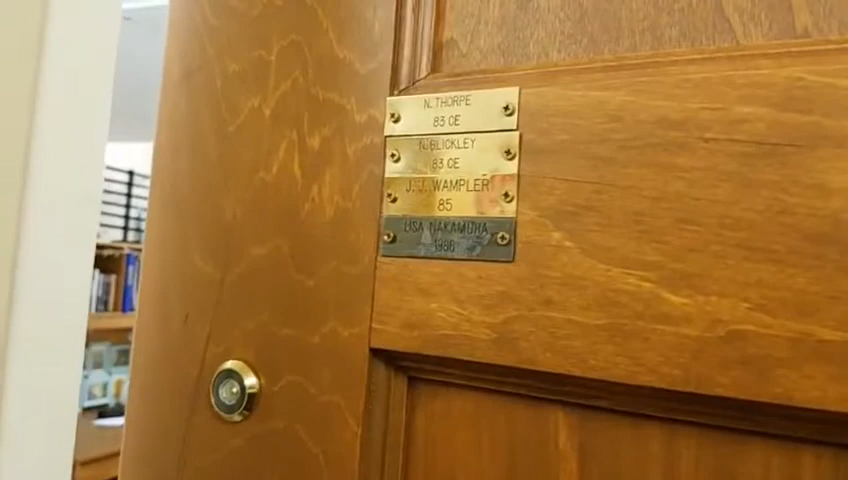 N. THORPE
83 CE
N. BLICKLEY
83 CE
J. J. WAMPLER
85
LISA NAKAMURA
1986